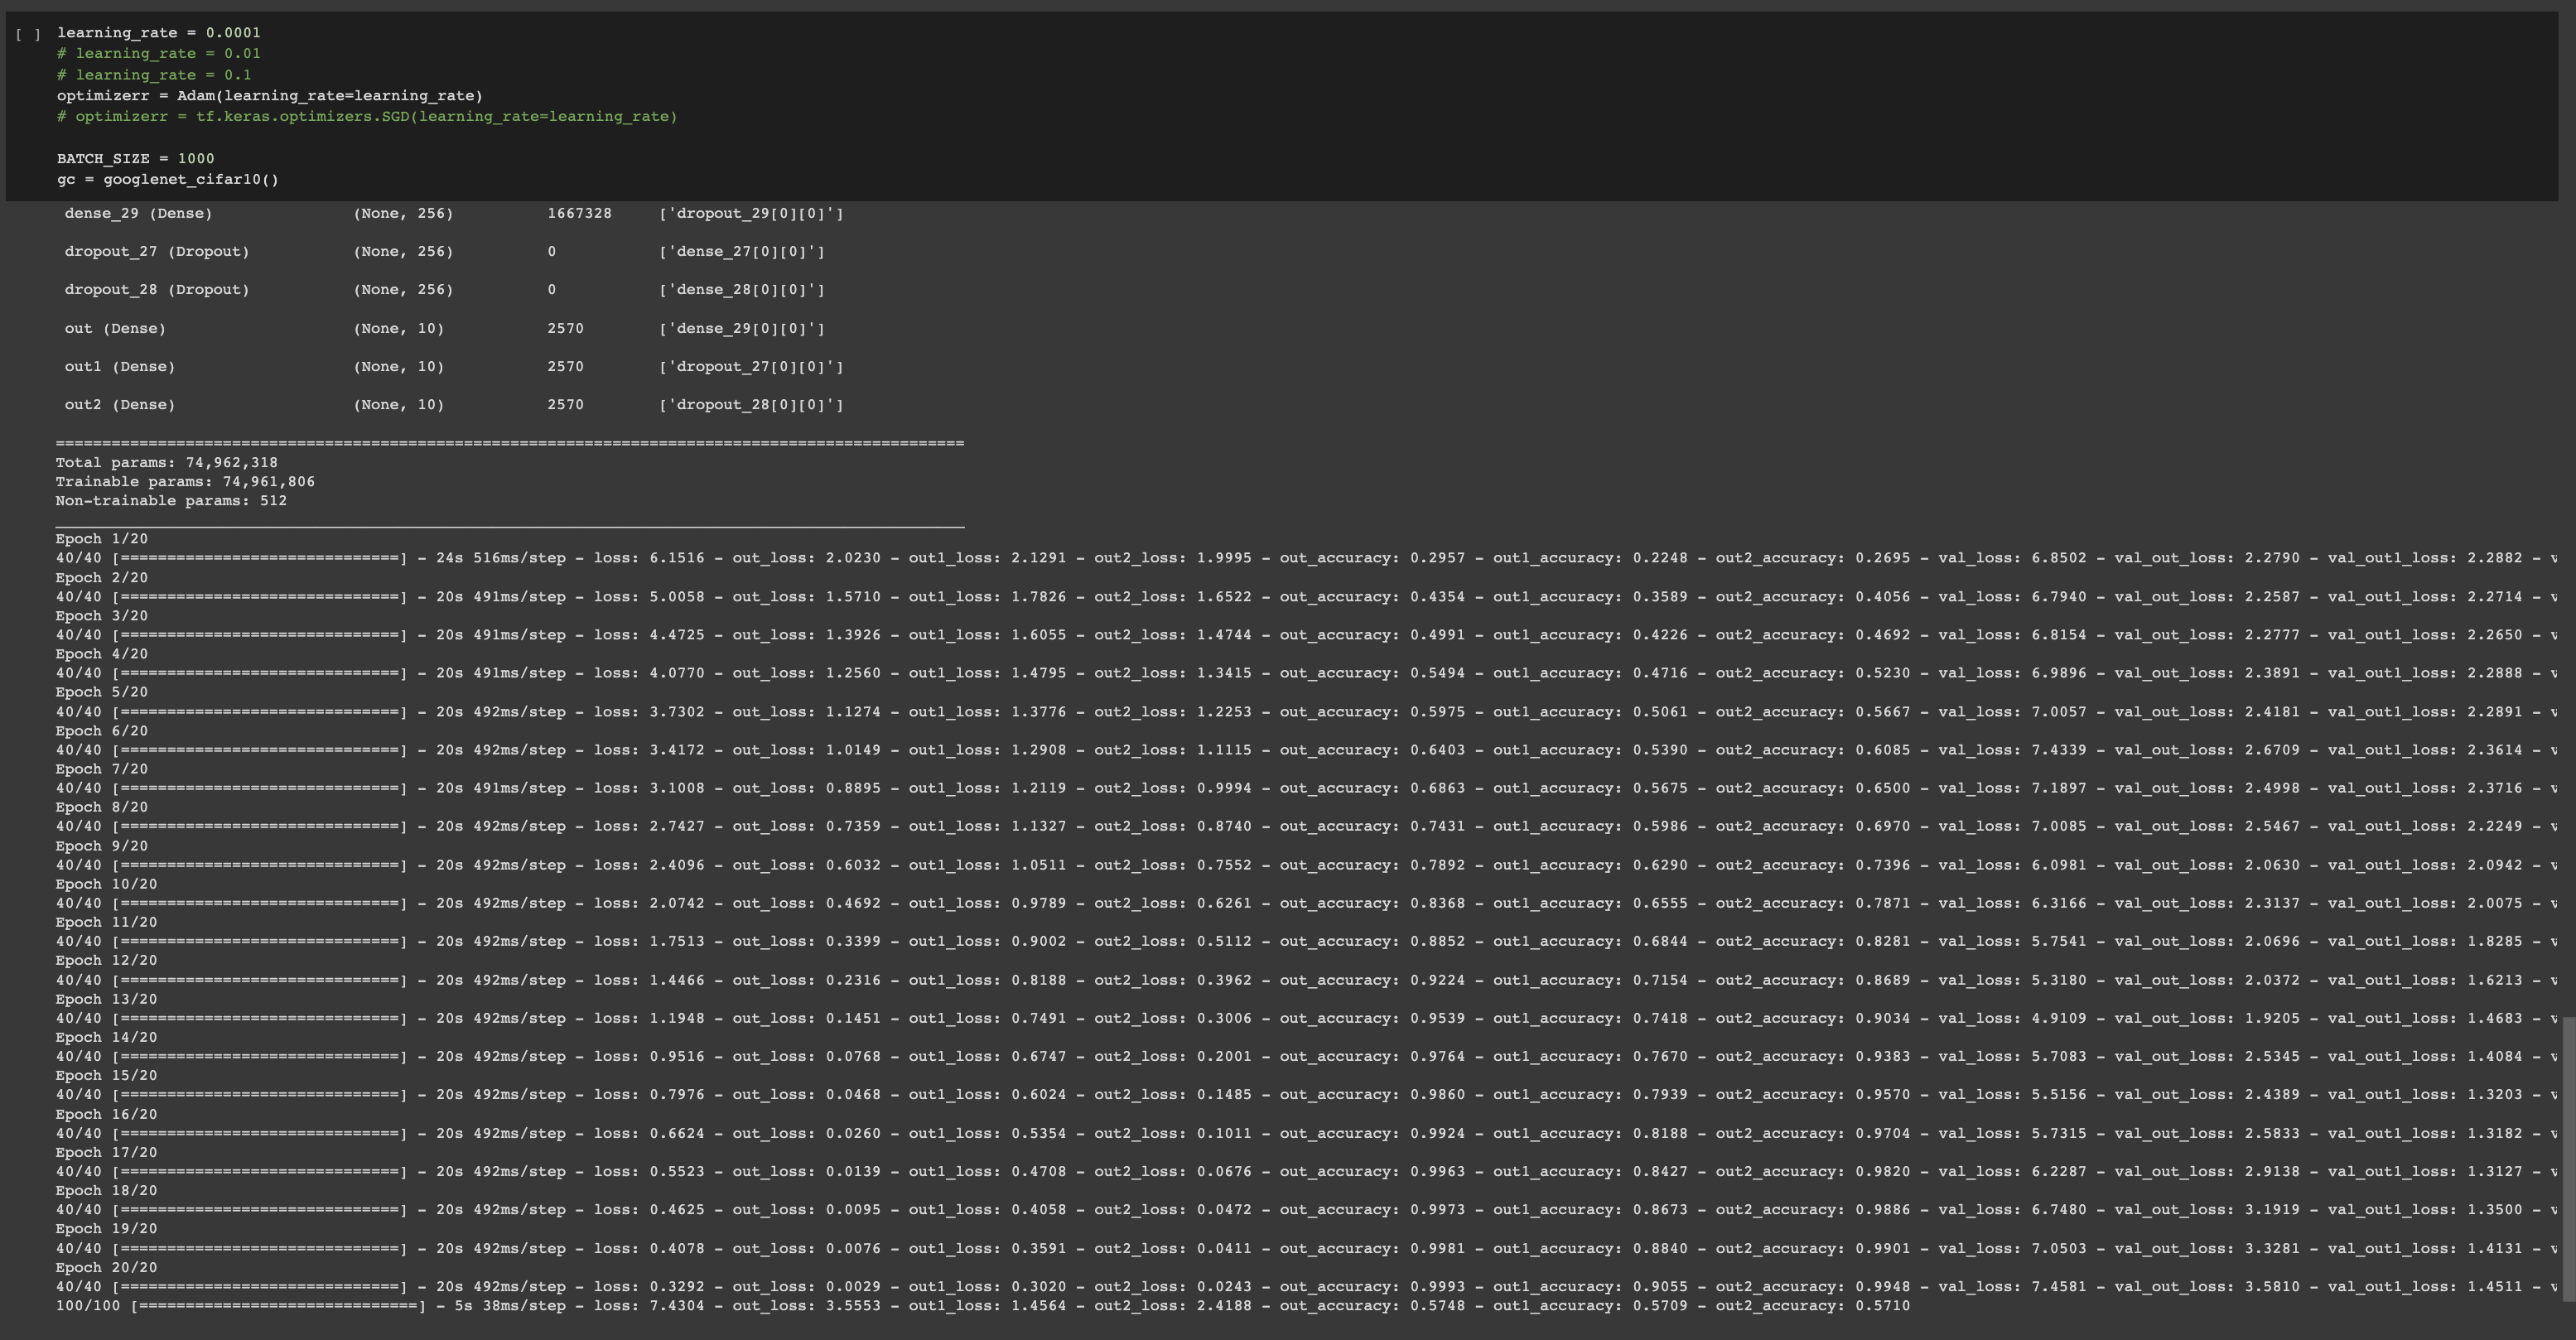 [ ] learning_rate = 0.0001
# learning_rate = 0.01
# learning_rate = 0.1
optimizerr = Adam(learning_rate=learning_rate)
# optimizerr = tf.keras.optimizers.SGD(learning_rate=learning_rate)
BATCH_SIZE = 1000
gc = googlenet_cifar10()
dense_29 (Dense) (None, 256) 1667328 ['dropout_29[0][0]']
dropout_27 (Dropout) (None, 256) 0 ['dense_27[0][0]']
dropout_28 (Dropout) (None, 256) 0 ['dense_28[0][0]']
out (Dense) (None, 10) 2570 ['dense_29[0][0]']
out1 (Dense) (None, 10) 2570 ['dropout_27[0][0]']
out2 (Dense) (None, 10) 2570 ['dropout_28[0][0]']
==================================================================================================
Total params: 74,962,318
Trainable params: 74,961,806
Non-trainable params: 512
__________________________________________________________________________________________________
Epoch 1/20
40/40 [==============================] - 24s 516ms/step - loss: 6.1516 - out_loss: 2.0230 - out1_loss: 2.1291 - out2_loss: 1.9995 - out_accuracy: 0.2957 - out1_accuracy: 0.2248 - out2_accuracy: 0.2695 - val_loss: 6.8502 - val_out_loss: 2.2790 - val_out1_loss: 2.2882 - v
Epoch 2/20
40/40 [==============================] - 20s 491ms/step - loss: 5.0058 - out_loss: 1.5710 - out1_loss: 1.7826 - out2_loss: 1.6522 - out_accuracy: 0.4354 - out1_accuracy: 0.3589 - out2_accuracy: 0.4056 - val_loss: 6.7940 - val_out_loss: 2.2587 - val_out1_loss: 2.2714 - v
Epoch 3/20
40/40 [==============================] - 20s 491ms/step - loss: 4.4725 - out_loss: 1.3926 - out1_loss: 1.6055 - out2_loss: 1.4744 - out_accuracy: 0.4991 - out1_accuracy: 0.4226 - out2_accuracy: 0.4692 - val_loss: 6.8154 - val_out_loss: 2.2777 - val_out1_loss: 2.2650 - v
Epoch 4/20
40/40 [==============================] - 20s 491ms/step - loss: 4.0770 - out_loss: 1.2560 - out1_loss: 1.4795 - out2_loss: 1.3415 - out_accuracy: 0.5494 - out1_accuracy: 0.4716 - out2_accuracy: 0.5230 - val_loss: 6.9896 - val_out_loss: 2.3891 - val_out1_loss: 2.2888 - v
Epoch 5/20
40/40 [==============================] - 20s 492ms/step - loss: 3.7302 - out_loss: 1.1274 - out1_loss: 1.3776 - out2_loss: 1.2253 - out_accuracy: 0.5975 - out1_accuracy: 0.5061 - out2_accuracy: 0.5667 - val_loss: 7.0057 - val_out_loss: 2.4181 - val_out1_loss: 2.2891 - v
Epoch 6/20
40/40 [==============================] - 20s 492ms/step - loss: 3.4172 - out_loss: 1.0149 - out1_loss: 1.2908 - out2_loss: 1.1115 - out_accuracy: 0.6403 - out1_accuracy: 0.5390 - out2_accuracy: 0.6085 - val_loss: 7.4339 - val_out_loss: 2.6709 - val_out1_loss: 2.3614 - v
Epoch 7/20
40/40 [==============================] - 20s 491ms/step - loss: 3.1008 - out_loss: 0.8895 - out1_loss: 1.2119 - out2_loss: 0.9994 - out_accuracy: 0.6863 - out1_accuracy: 0.5675 - out2_accuracy: 0.6500 - val_loss: 7.1897 - val_out_loss: 2.4998 - val_out1_loss: 2.3716 - v
Epoch 8/20
40/40 [==============================] - 20s 492ms/step - loss: 2.7427 - out_loss: 0.7359 - out1_loss: 1.1327 - out2_loss: 0.8740 - out_accuracy: 0.7431 - out1_accuracy: 0.5986 - out2_accuracy: 0.6970 - val_loss: 7.0085 - val_out_loss: 2.5467 - val_out1_loss: 2.2249 - v
Epoch 9/20
40/40 [==============================] - 20s 492ms/step - loss: 2.4096 - out_loss: 0.6032 - out1_loss: 1.0511 - out2_loss: 0.7552 - out_accuracy: 0.7892 - out1_accuracy: 0.6290 - out2_accuracy: 0.7396 - val_loss: 6.0981 - val_out_loss: 2.0630 - val_out1_loss: 2.0942 - v
Epoch 10/20
40/40 [==============================] - 20s 492ms/step - loss: 2.0742 - out_loss: 0.4692 - out1_loss: 0.9789 - out2_loss: 0.6261 - out_accuracy: 0.8368 - out1_accuracy: 0.6555 - out2_accuracy: 0.7871 - val_loss: 6.3166 - val_out_loss: 2.3137 - val_out1_loss: 2.0075 - v
Epoch 11/20
40/40 [==============================] - 20s 492ms/step - loss: 1.7513 - out_loss: 0.3399 - out1_loss: 0.9002 - out2_loss: 0.5112 - out_accuracy: 0.8852 - out1_accuracy: 0.6844 - out2_accuracy: 0.8281 - val_loss: 5.7541 - val_out_loss: 2.0696 - val_out1_loss: 1.8285 - v
Epoch 12/20
40/40 [==============================] - 20s 492ms/step - loss: 1.4466 - out_loss: 0.2316 - out1_loss: 0.8188 - out2_loss: 0.3962 - out_accuracy: 0.9224 - out1_accuracy: 0.7154 - out2_accuracy: 0.8689 - val_loss: 5.3180 - val_out_loss: 2.0372 - val_out1_loss: 1.6213 - v
Epoch 13/20
40/40 [==============================] - 20s 492ms/step - loss: 1.1948 - out_loss: 0.1451 - out1_loss: 0.7491 - out2_loss: 0.3006 - out_accuracy: 0.9539 - out1_accuracy: 0.7418 - out2_accuracy: 0.9034 - val_loss: 4.9109 - val_out_loss: 1.9205 - val_out1_loss: 1.4683 - v
Epoch 14/20
40/40 [==============================] - 20s 492ms/step - loss: 0.9516 - out_loss: 0.0768 - out1_loss: 0.6747 - out2_loss: 0.2001 - out_accuracy: 0.9764 - out1_accuracy: 0.7670 - out2_accuracy: 0.9383 - val_loss: 5.7083 - val_out_loss: 2.5345 - val_out1_loss: 1.4084 - v
Epoch 15/20
40/40 [==============================] - 20s 492ms/step - loss: 0.7976 - out_loss: 0.0468 - out1_loss: 0.6024 - out2_loss: 0.1485 - out_accuracy: 0.9860 - out1_accuracy: 0.7939 - out2_accuracy: 0.9570 - val_loss: 5.5156 - val_out_loss: 2.4389 - val_out1_loss: 1.3203 - v
Epoch 16/20
40/40 [==============================] - 20s 492ms/step - loss: 0.6624 - out_loss: 0.0260 - out1_loss: 0.5354 - out2_loss: 0.1011 - out_accuracy: 0.9924 - out1_accuracy: 0.8188 - out2_accuracy: 0.9704 - val_loss: 5.7315 - val_out_loss: 2.5833 - val_out1_loss: 1.3182 - v
Epoch 17/20
40/40 [==============================] - 20s 492ms/step - loss: 0.5523 - out_loss: 0.0139 - out1_loss: 0.4708 - out2_loss: 0.0676 - out_accuracy: 0.9963 - out1_accuracy: 0.8427 - out2_accuracy: 0.9820 - val_loss: 6.2287 - val_out_loss: 2.9138 - val_out1_loss: 1.3127 - v
Epoch 18/20
40/40 [==============================] - 20s 492ms/step - loss: 0.4625 - out_loss: 0.0095 - out1_loss: 0.4058 - out2_loss: 0.0472 - out_accuracy: 0.9973 - out1_accuracy: 0.8673 - out2_accuracy: 0.9886 - val_loss: 6.7480 - val_out_loss: 3.1919 - val_out1_loss: 1.3500 - v
Epoch 19/20
40/40 [==============================] - 20s 492ms/step - loss: 0.4078 - out_loss: 0.0076 - out1_loss: 0.3591 - out2_loss: 0.0411 - out_accuracy: 0.9981 - out1_accuracy: 0.8840 - out2_accuracy: 0.9901 - val_loss: 7.0503 - val_out_loss: 3.3281 - val_out1_loss: 1.4131 - v
Epoch 20/20
40/40 [==============================] - 20s 492ms/step - loss: 0.3292 - out_loss: 0.0029 - out1_loss: 0.3020 - out2_loss: 0.0243 - out_accuracy: 0.9993 - out1_accuracy: 0.9055 - out2_accuracy: 0.9948 - val_loss: 7.4581 - val_out_loss: 3.5810 - val_out1_loss: 1.4511 - v
100/100 [==============================] - 5s 38ms/step - loss: 7.4304 - out_loss: 3.5553 - out1_loss: 1.4564 - out2_loss: 2.4188 - out_accuracy: 0.5748 - out1_accuracy: 0.5709 - out2_accuracy: 0.5710